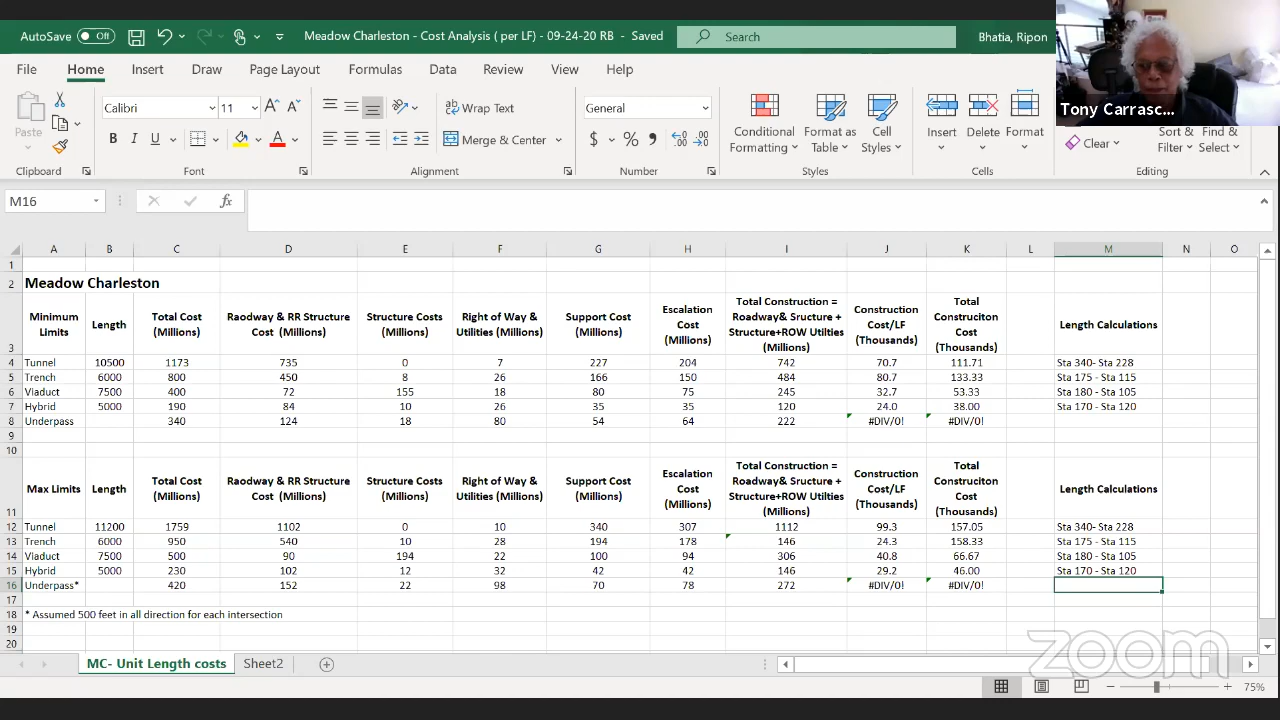 AutoSave Off Meadow Charleston - Cost Analysis ( per LF) - 09-24-20 RB - Saved Search Bhatia, Ripon
File Home Insert Draw Page Layout Formulas Data Review View Help
Tony Carrasc...
Paste Calibri 11 A A Wrap Text General Conditional Formatting Format as Table Cell Styles Insert Delete Format Sort & Filter Find & Select
B I U A Merge & Center $ % , Clear
Clipboard Font Alignment Number Styles Cells Editing
M16 fx
A B C D E F G H I J K L M N O
1
2 Meadow Charleston
3 Minimum Limits Length Total Cost (Millions) Raodway & RR Structure Cost (Millions) Structure Costs (Millions) Right of Way & Utilities (Millions) Support Cost (Millions) Escalation Cost (Millions) Total Construction = Roadway& Sructure + Structure+ROW Utilties (Millions) Construction Cost/LF (Thousands) Total Construciton Cost (Thousands) Length Calculations
4 Tunnel 10500 1173 735 0 7 227 204 742 70.7 111.71 Sta 340- Sta 228
5 Trench 6000 800 450 8 26 166 150 484 80.7 133.33 Sta 175 - Sta 115
6 Viaduct 7500 400 72 155 18 80 75 245 32.7 53.33 Sta 180 - Sta 105
7 Hybrid 5000 190 84 10 26 35 35 120 24.0 38.00 Sta 170 - Sta 120
8 Underpass 340 124 18 80 54 64 222 #DIV/0! #DIV/0!
9
10
11 Max Limits Length Total Cost (Millions) Raodway & RR Structure Cost (Millions) Structure Costs (Millions) Right of Way & Utilities (Millions) Support Cost (Millions) Escalation Cost (Millions) Total Construction = Roadway& Sructure + Structure+ROW Utilties (Millions) Construction Cost/LF (Thousands) Total Construciton Cost (Thousands) Length Calculations
12 Tunnel 11200 1759 1102 0 10 340 307 1112 99.3 157.05 Sta 340- Sta 228
13 Trench 6000 950 540 10 28 194 178 146 24.3 158.33 Sta 175 - Sta 115
14 Viaduct 7500 500 90 194 22 100 94 306 40.8 66.67 Sta 180 - Sta 105
15 Hybrid 5000 230 102 12 32 42 42 146 29.2 46.00 Sta 170 - Sta 120
16 Underpass* 420 152 22 98 70 78 272 #DIV/0! #DIV/0!
17
18 * Assumed 500 feet in all direction for each intersection
19
20
MC- Unit Length costs Sheet2
zoom
75%